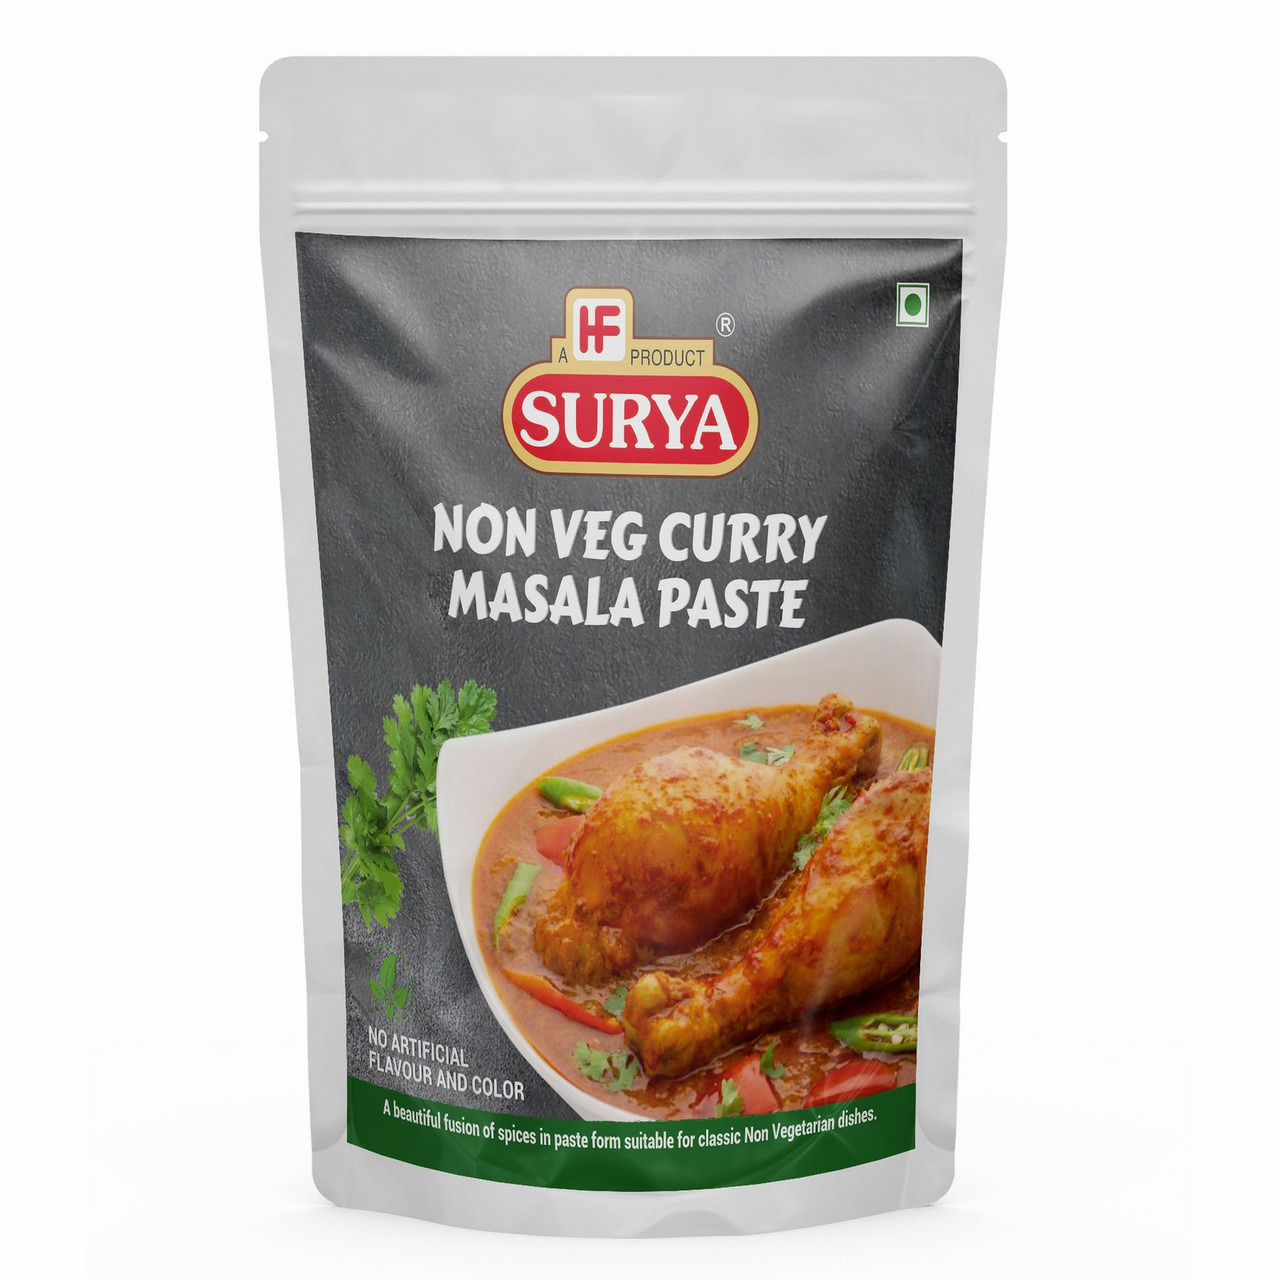 HF
A PRODUCT
®
SURYA
NON VEG CURRY
MASALA PASTE
NO ARTIFICIAL
FLAVOUR AND COLOR
A beautiful fusion of spices in paste form suitable for classic Non Vegetarian dishes.